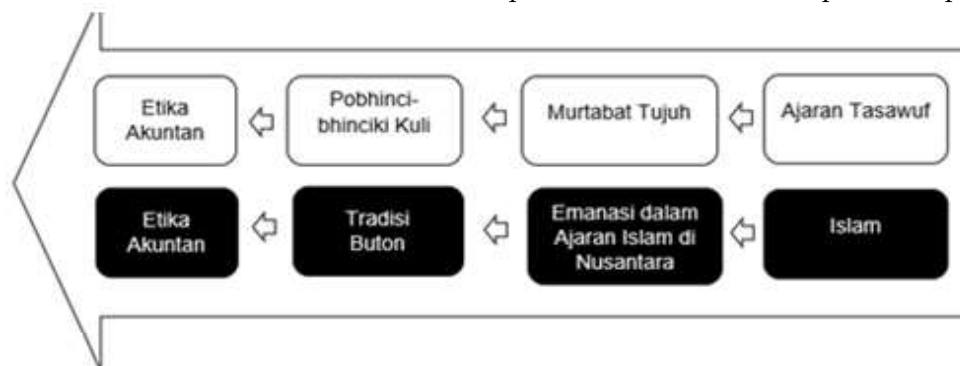 Etika
Akuntan
Pobhinci-
bhinciki Kuli
Murtabat Tujuh
Ajaran Tasawuf
Etika
Akuntan
Tradisi
Buton
Emanasi dalam
Ajaran Islam di
Nusantara
Islam